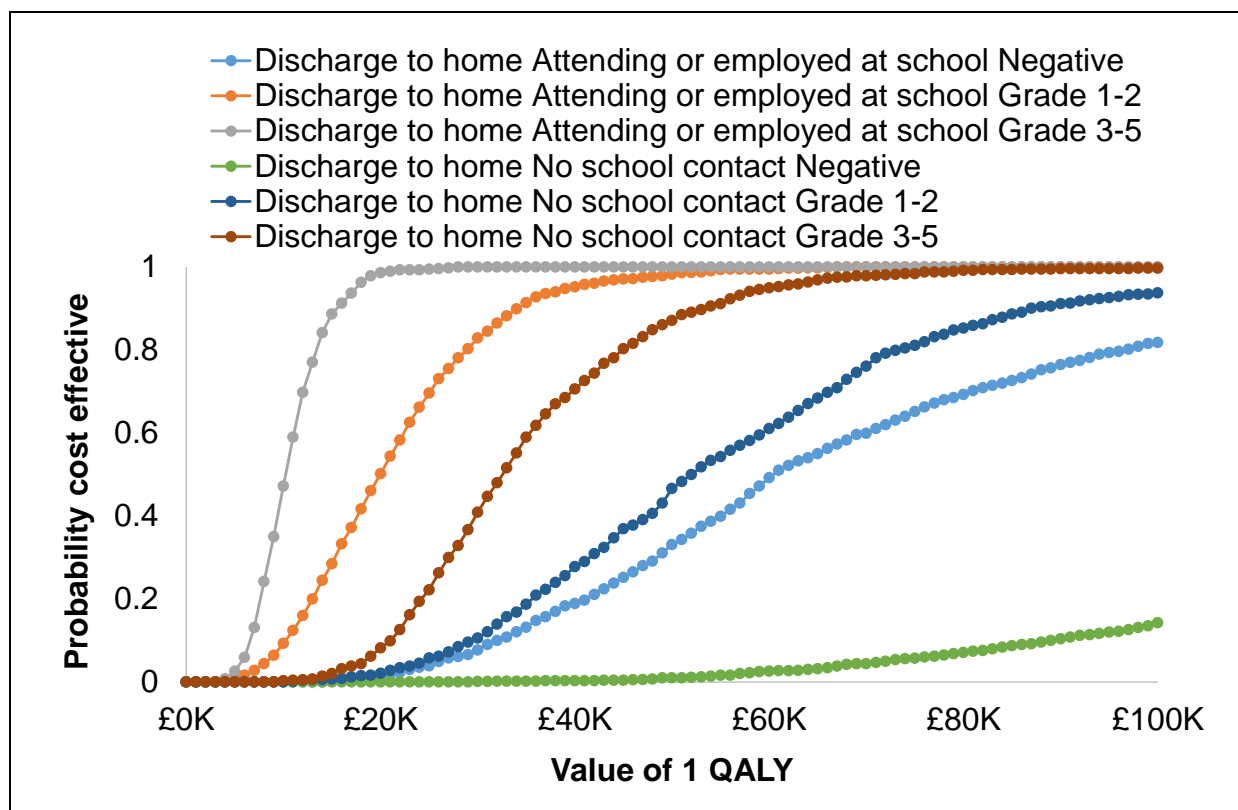 Discharge to home Attending or employed at school Negative
Discharge to home Attending or employed at school Grade 1-2
Discharge to home Attending or employed at school Grade 3-5
Discharge to home No school contact Negative
Discharge to home No school contact Grade 1-2
Discharge to home No school contact Grade 3-5
1
0.8
0.6
0.4
0.2
0
Probability cost effective
£0K £20K £40K £60K £80K £100K
Value of 1 QALY